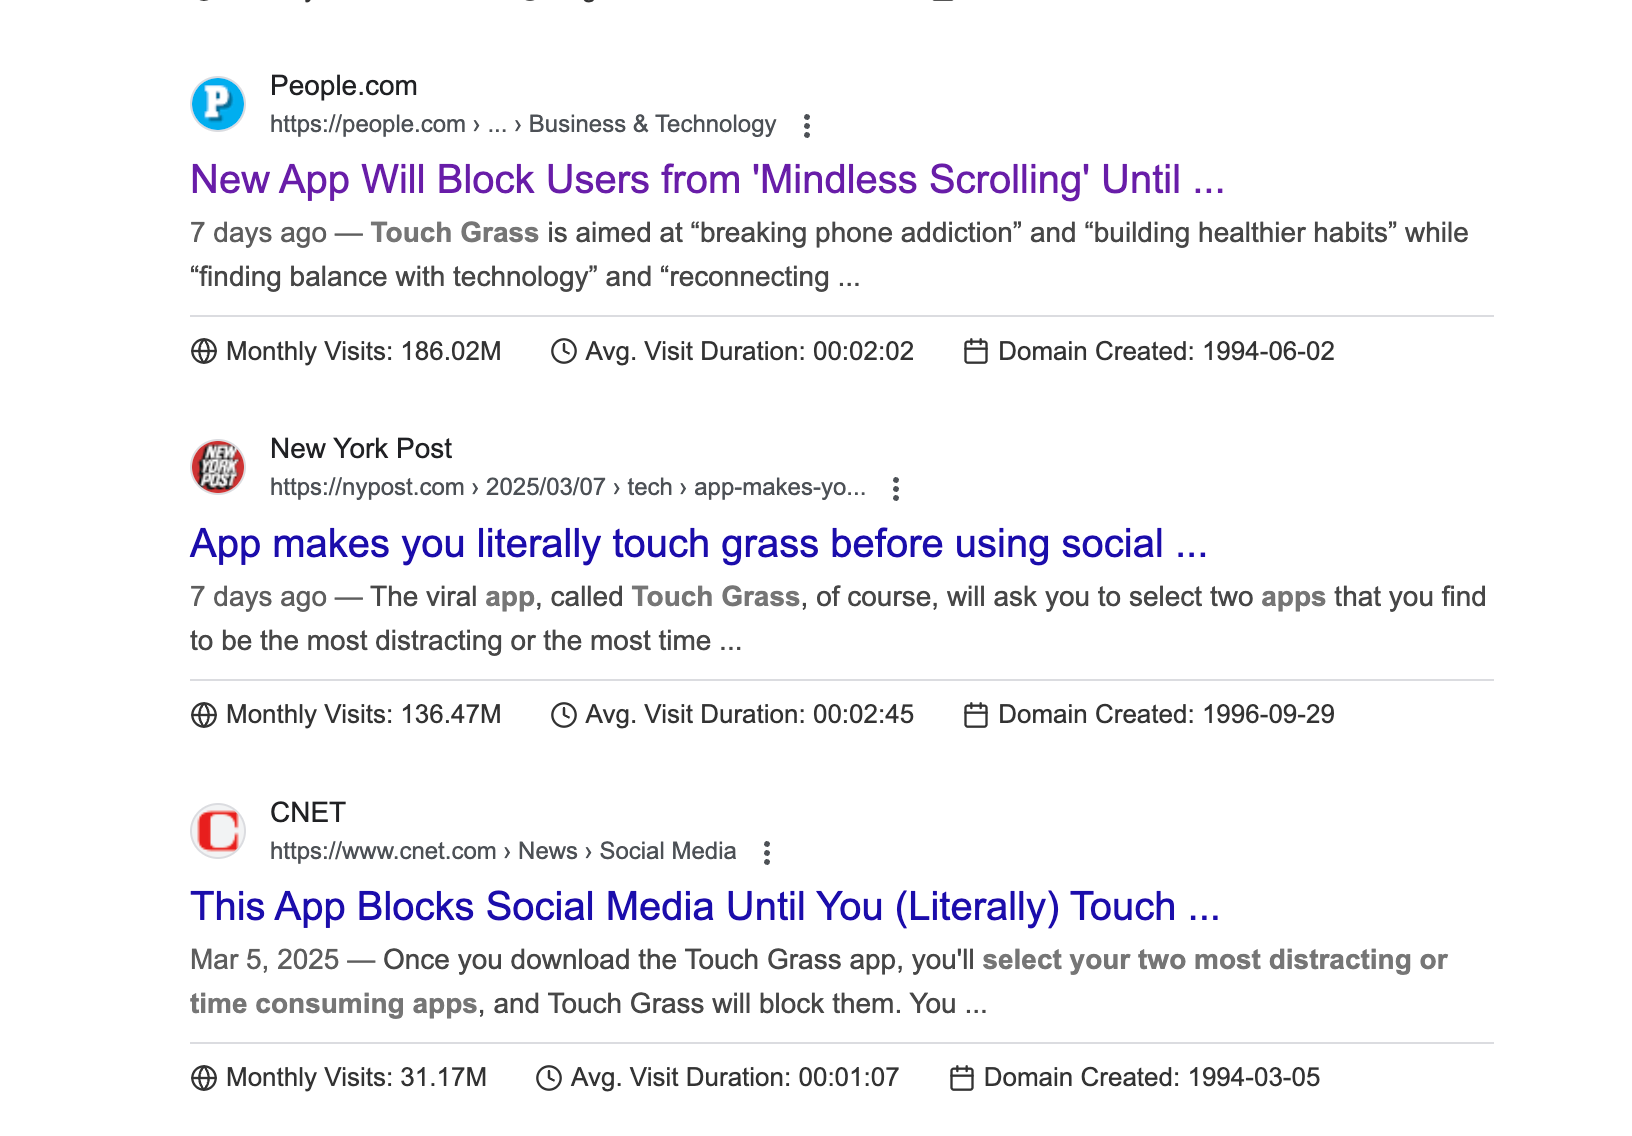 People.com
https://people.com › ... › Business & Technology
New App Will Block Users from 'Mindless Scrolling' Until ...
7 days ago — Touch Grass is aimed at “breaking phone addiction” and “building healthier habits” while
“finding balance with technology” and “reconnecting ...
Monthly Visits: 186.02M Avg. Visit Duration: 00:02:02 Domain Created: 1994-06-02
NEW
YORK
POST
New York Post
https://nypost.com › 2025/03/07 › tech › app-makes-yo...
App makes you literally touch grass before using social ...
7 days ago — The viral app, called Touch Grass, of course, will ask you to select two apps that you find
to be the most distracting or the most time ...
Monthly Visits: 136.47M Avg. Visit Duration: 00:02:45 Domain Created: 1996-09-29
CNET
https://www.cnet.com › News › Social Media
This App Blocks Social Media Until You (Literally) Touch ...
Mar 5, 2025 — Once you download the Touch Grass app, you'll select your two most distracting or
time consuming apps, and Touch Grass will block them. You ...
Monthly Visits: 31.17M Avg. Visit Duration: 00:01:07 Domain Created: 1994-03-05